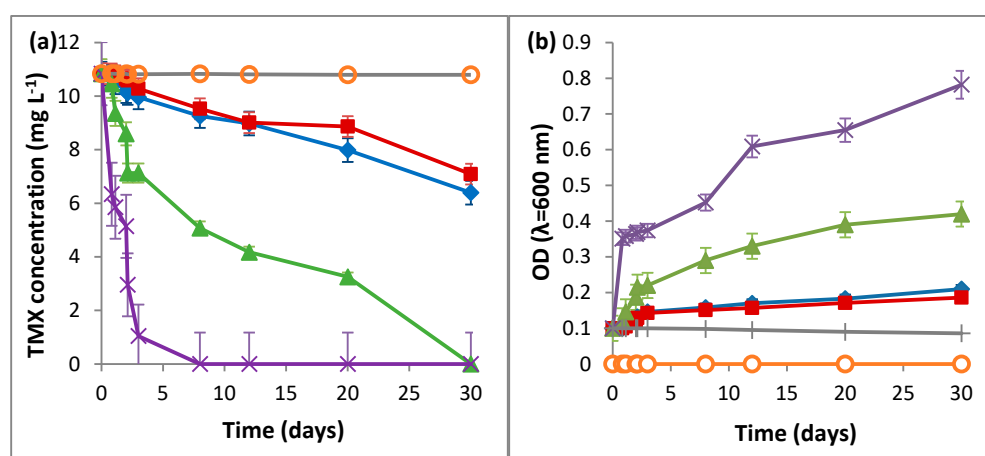 (a)
TMX concentration (mg L-1)
12
10
8
6
4
2
0
0 5 10 15 20 25 30
Time (days)
(b)
OD (λ=600 nm)
0.9
0.8
0.7
0.6
0.5
0.4
0.3
0.2
0.1
0
0 5 10 15 20 25 30
Time (days)